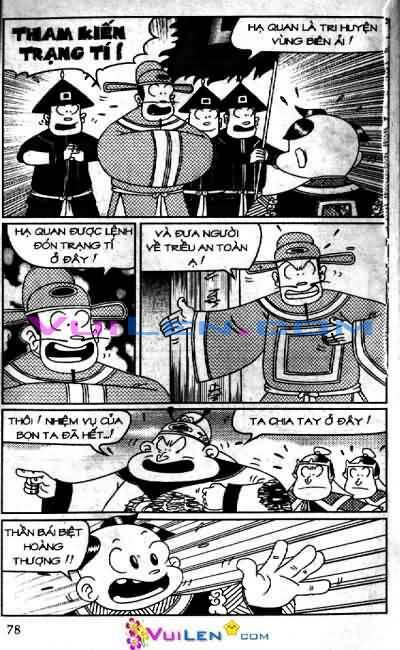 THAM KIẾN
TRẠNG TÍ!
HẠ QUAN LÀ TRI HUYỆN
VÙNG BIÊN ẢI!
HẠ QUAN ĐƯỢC LỆNH
ĐÓN TRẠNG TÍ
Ở ĐÂY!
VÀ ĐƯA NGƯỜI
VỀ TRIỀU AN TOÀN
Ạ!
VUILEN.COM
THÔI! NHIỆM VỤ CỦA
BỌN TA ĐÃ HẾT...!
TA CHIA TAY Ở ĐÂY!
THẦN BÁI BIỆT
HOÀNG
THƯỢNG!!
78
VUILEN.COM